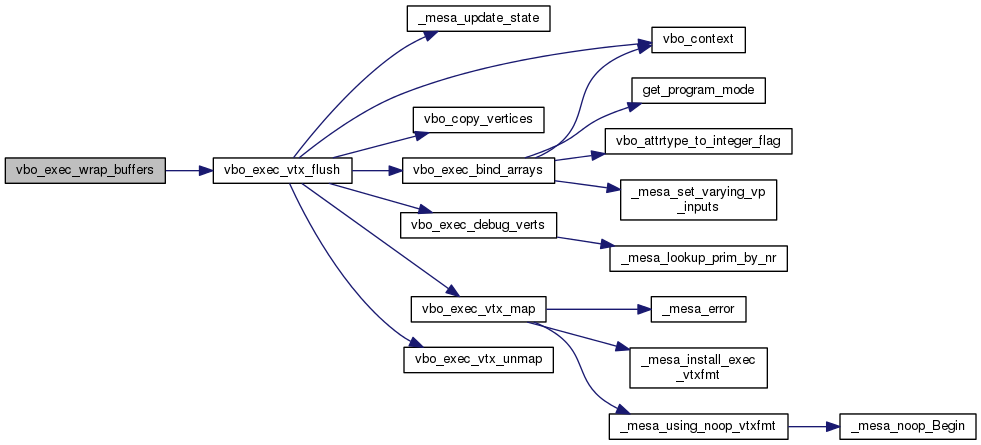 _mesa_update_state
vbo_context
get_program_mode
vbo_copy_vertices
vbo_attrtype_to_integer_flag
vbo_exec_wrap_buffers
vbo_exec_vtx_flush
vbo_exec_bind_arrays
_mesa_set_varying_vp
_inputs
vbo_exec_debug_verts
_mesa_lookup_prim_by_nr
vbo_exec_vtx_map
_mesa_error
vbo_exec_vtx_unmap
_mesa_install_exec
_vtxfmt
_mesa_using_noop_vtxfmt
_mesa_noop_Begin